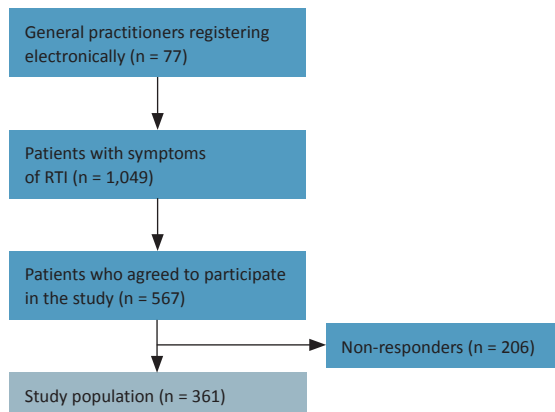 General practitioners registering
electronically (n = 77)
Patients with symptoms
of RTI (n = 1,049)
Patients who agreed to participate
in the study (n = 567)
Non-responders (n = 206)
Study population (n = 361)